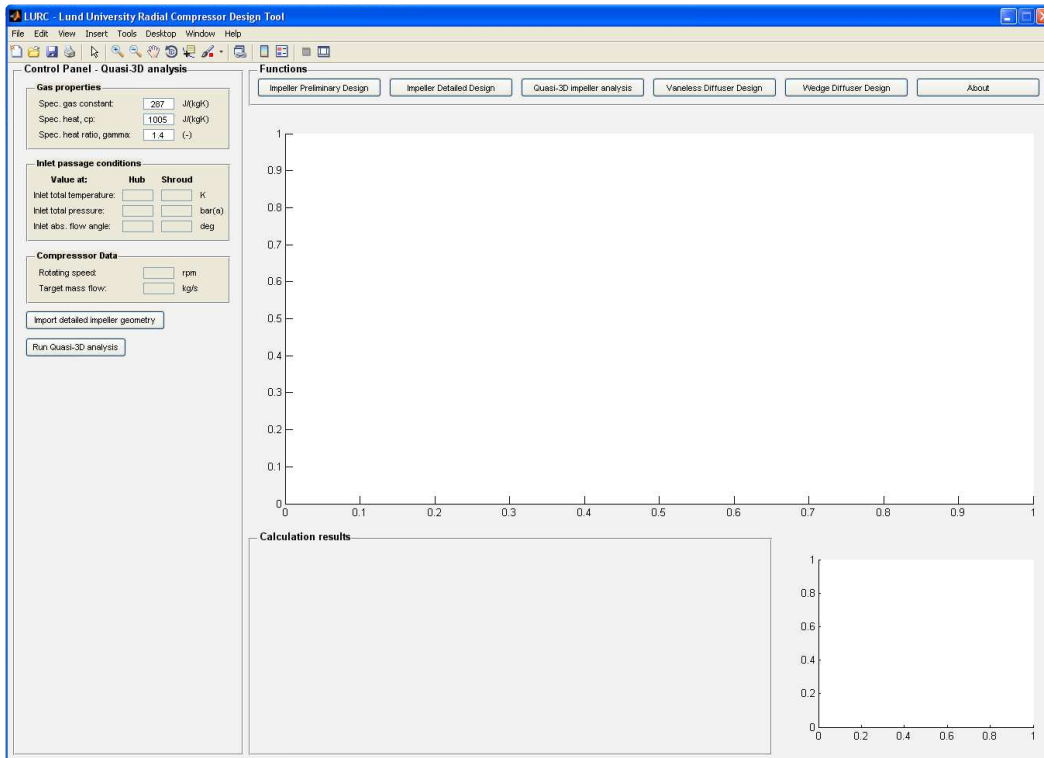 LURC - Lund University Radial Compressor Design Tool
File Edit View Insert Tools Desktop Window Help
Control Panel - Quasi-3D analysis
Gas properties
Spec. gas constant: 287 J/(kgK)
Spec. heat, cp: 1005 J/(kgK)
Spec. heat ratio, gamma: 1.4 (-)
Inlet passage conditions
Value at: Hub Shroud
Inlet total temperature: K
Inlet total pressure: bar(a)
Inlet abs. flow angle: deg
Compresssor Data
Rotating speed: rpm
Target mass flow: kg/s
Import detailed impeller geometry
Run Quasi-3D analysis
Functions
Impeller Preliminary Design Impeller Detailed Design Quasi-3D impeller analysis Vaneless Diffuser Design Wedge Diffuser Design About
1
0.9
0.8
0.7
0.6
0.5
0.4
0.3
0.2
0.1
0
0 0.1 0.2 0.3 0.4 0.5 0.6 0.7 0.8 0.9 1
Calculation results
1
0.8
0.6
0.4
0.2
0
0 0.2 0.4 0.6 0.8 1